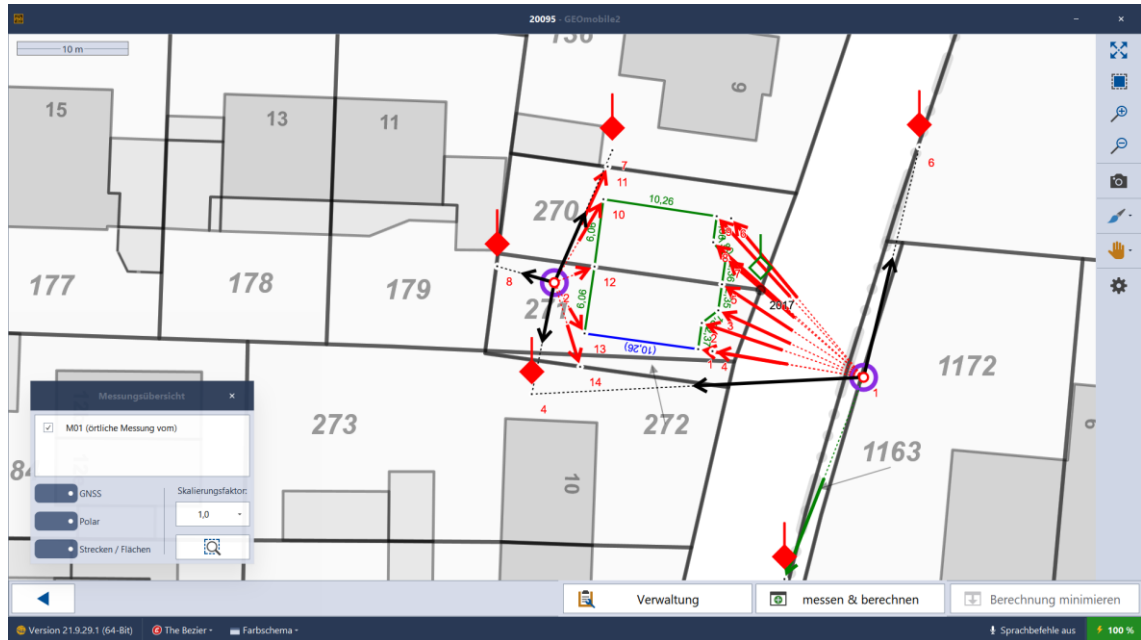 20095 - GEOmobile2
10 m
136
9
15
13
11
6
7
11
270
10,26
10
6,06
8
12
2
2017
177
178
179
6,06
3
13
(10,26)
14
1
4
1
1172
4
Messungsübersicht
M01 (örtliche Messung vom)
273
272
1163
10
GNSS
Skalierungsfaktor:
Polar
1,0
Strecken / Flächen
Verwaltung
messen & berechnen
Berechnung minimieren
Version 21.9.29.1 (64-Bit)
The Bezier
Farbschema
Sprachbefehle aus
100 %